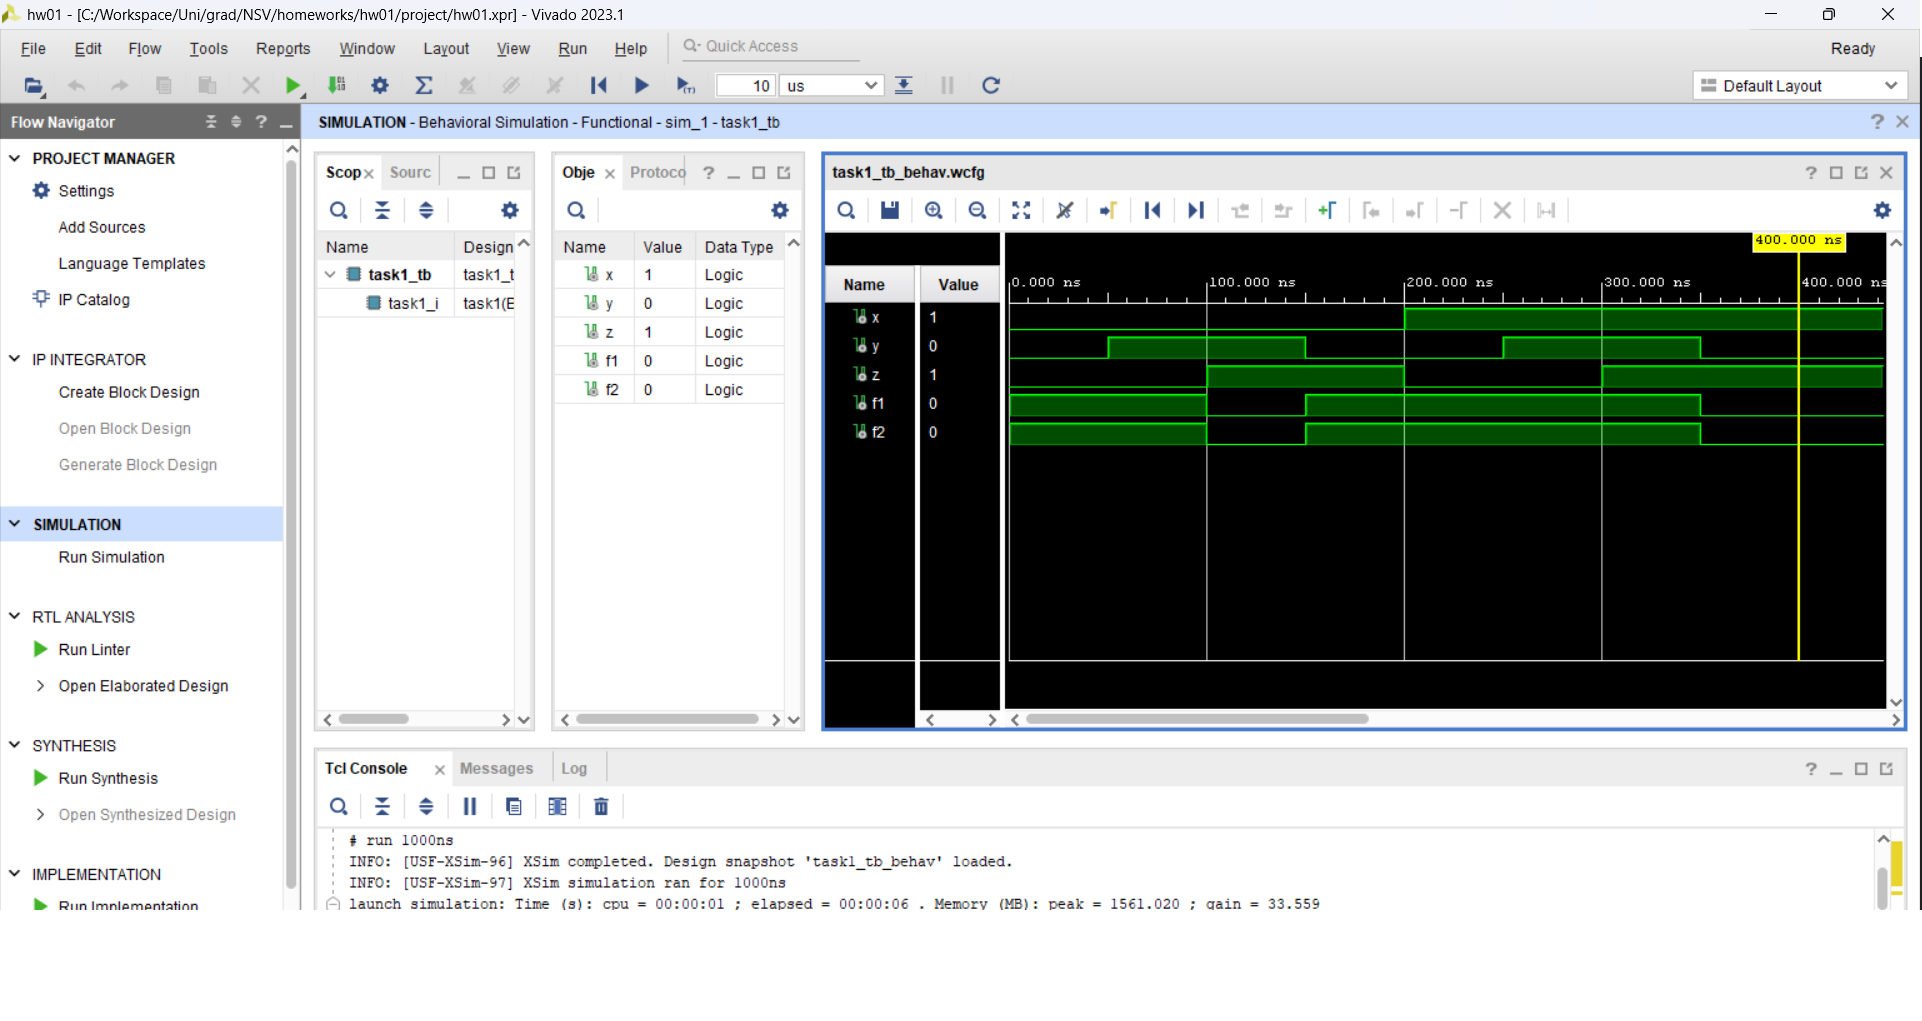 hw01 - [C:/Workspace/Uni/grad/NSV/homeworks/hw01/project/hw01.xpr] - Vivado 2023.1
File Edit Flow Tools Reports Window Layout View Run Help Quick Access Ready
10 us Default Layout
Flow Navigator
PROJECT MANAGER
Settings
Add Sources
Language Templates
IP Catalog
IP INTEGRATOR
Create Block Design
Open Block Design
Generate Block Design
SIMULATION
Run Simulation
RTL ANALYSIS
Run Linter
Open Elaborated Design
SYNTHESIS
Run Synthesis
Open Synthesized Design
IMPLEMENTATION
Run Implementation
SIMULATION - Behavioral Simulation - Functional - sim_1 - task1_tb
Scop Sourc
Name Design
task1_tb task1_t
task1_i task1(E
Obje Protoco
Name Value Data Type
x 1 Logic
y 0 Logic
z 1 Logic
f1 0 Logic
f2 0 Logic
task1_tb_behav.wcfg
400.000 ns
Name Value 0.000 ns 100.000 ns 200.000 ns 300.000 ns 400.000 ns
x 1
y 0
z 1
f1 0
f2 0
Tcl Console Messages Log
# run 1000ns
INFO: [USF-XSim-96] XSim completed. Design snapshot 'task1_tb_behav' loaded.
INFO: [USF-XSim-97] XSim simulation ran for 1000ns
launch_simulation: Time (s): cpu = 00:00:01 ; elapsed = 00:00:06 . Memory (MB): peak = 1561.020 ; gain = 33.559